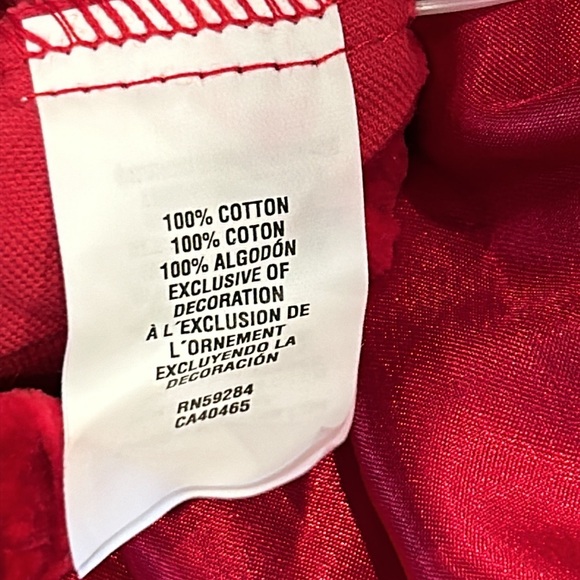 100% COTTON
100% COTON
100% ALGODÓN
EXCLUSIVE OF
DECORATION
À L´EXCLUSION DE
L´ORNEMENT
EXCLUYENDO LA
DECORACIÓN
RN59284
CA40465